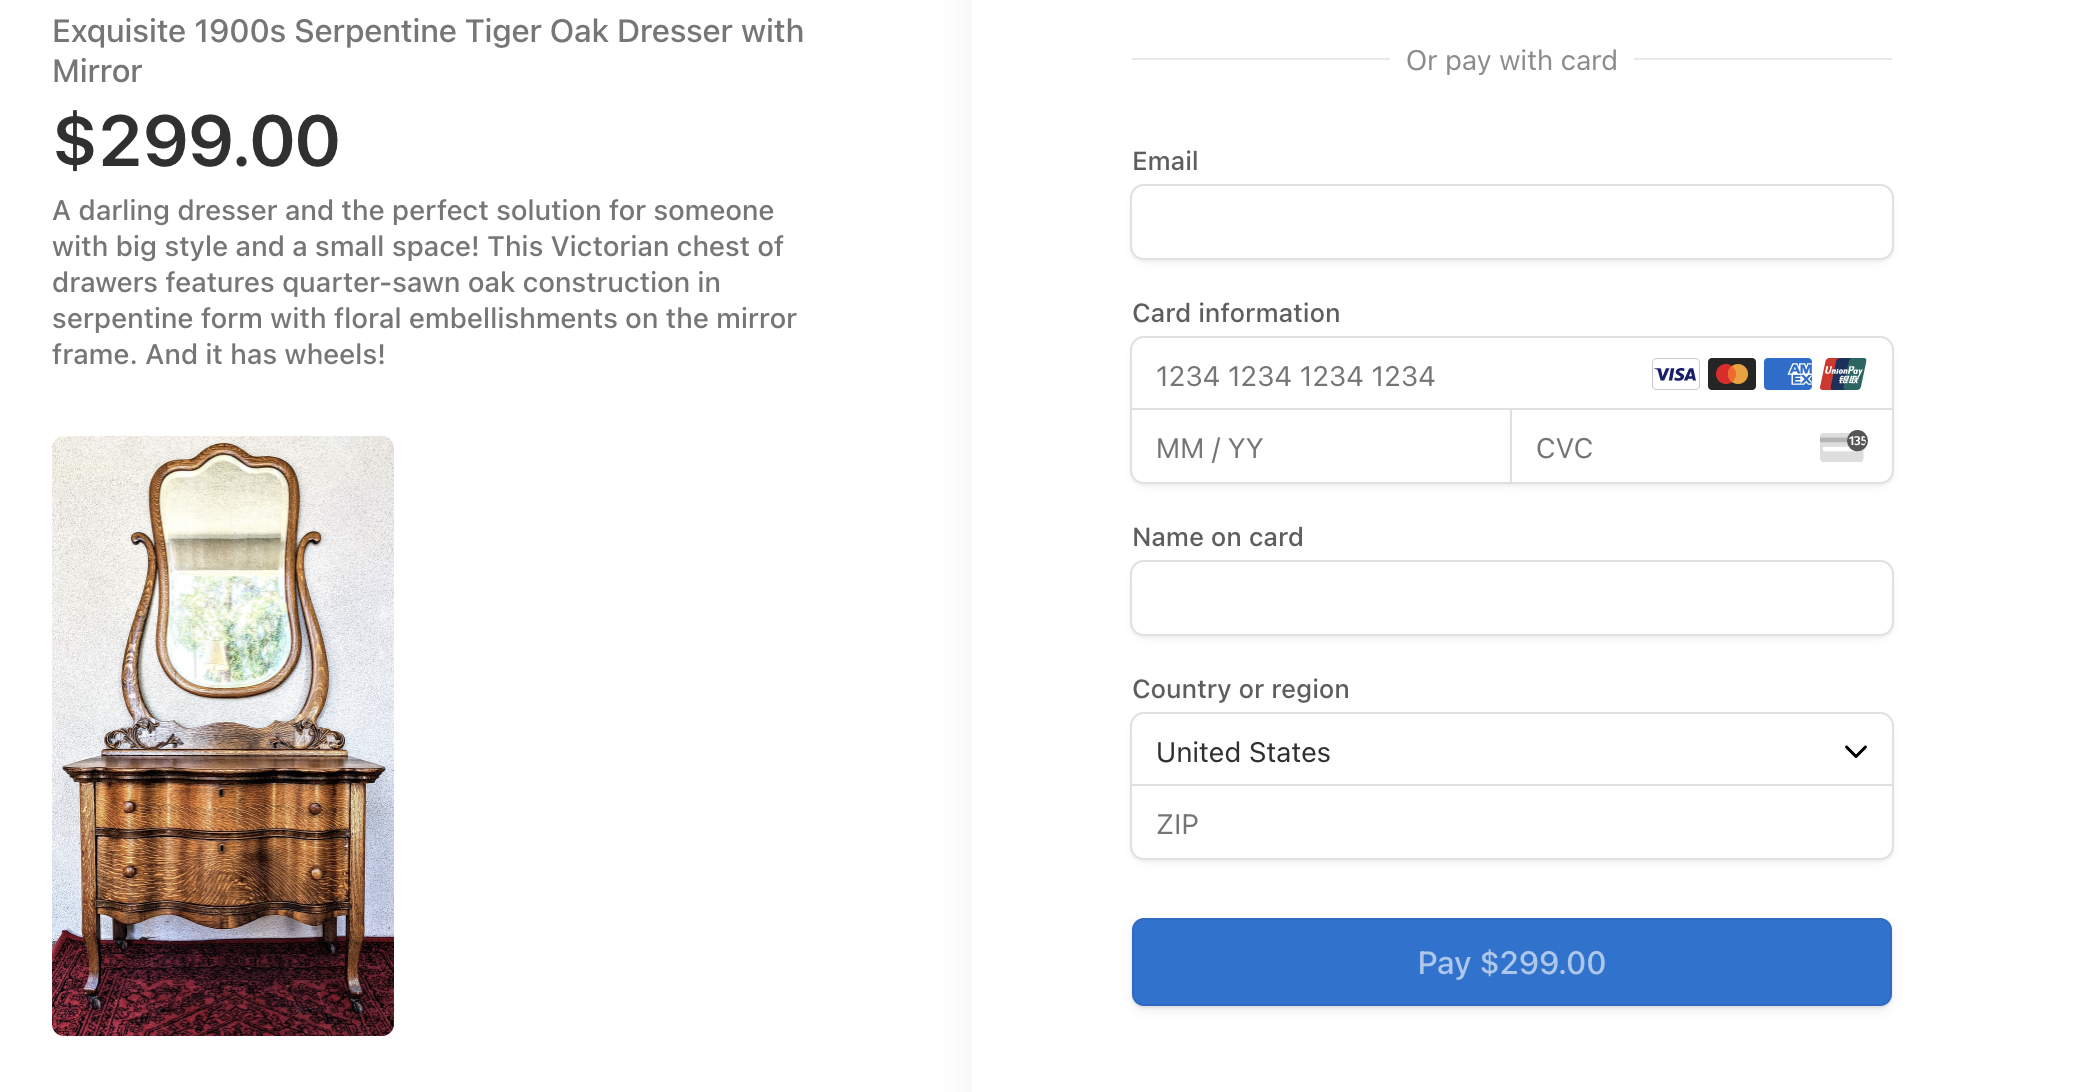 Exquisite 1900s Serpentine Tiger Oak Dresser with
Mirror
$299.00
A darling dresser and the perfect solution for someone
with big style and a small space! This Victorian chest of
drawers features quarter-sawn oak construction in
serpentine form with floral embellishments on the mirror
frame. And it has wheels!
Or pay with card
Email
Card information
1234 1234 1234 1234 VISA AM EX UnionPay 银联
MM / YY CVC 135
Name on card
Country or region
United States
ZIP
Pay $299.00